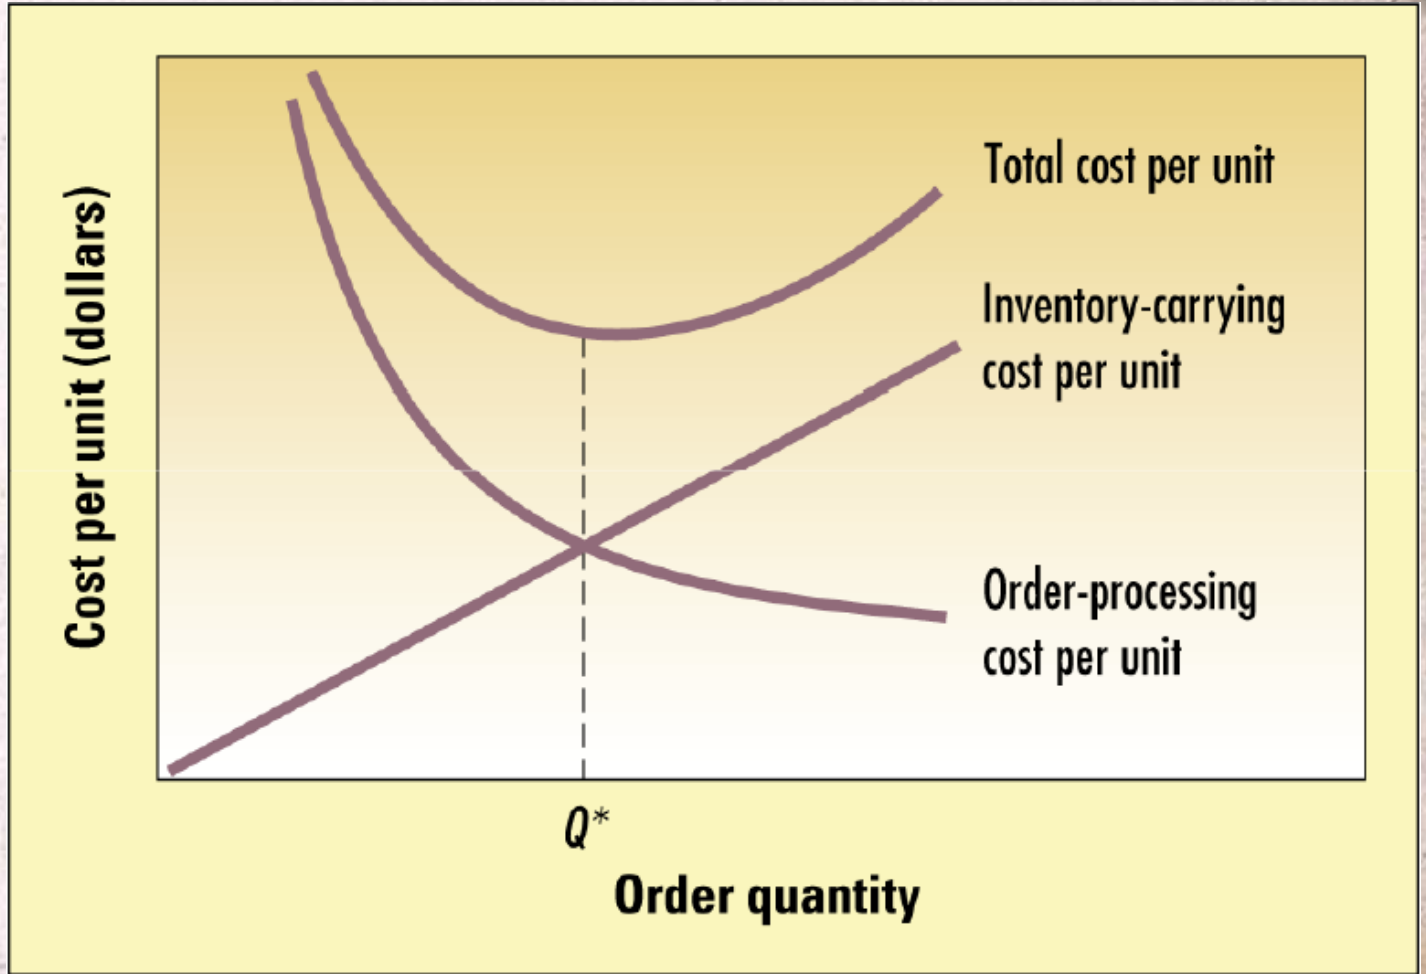 Cost per unit (dollars)
Total cost per unit
Inventory-carrying
cost per unit
Order-processing
cost per unit
Q*
Order quantity